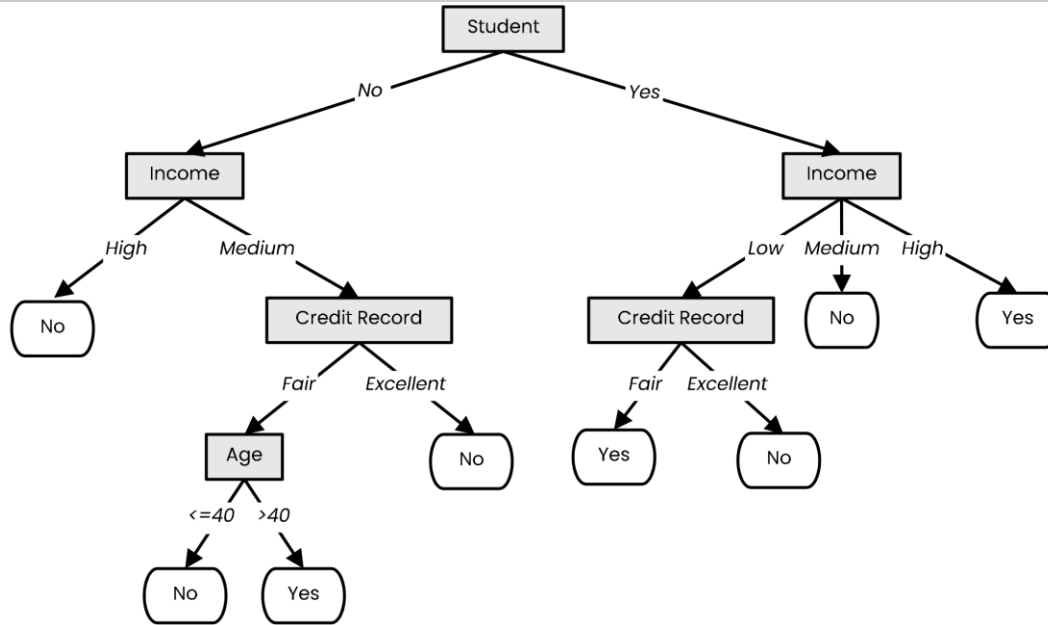 Student
No Yes
Income Income
High Medium Low Medium High
No Credit Record Credit Record No Yes
Fair Excellent Fair Excellent
Age No Yes No
<=40 >40
No Yes